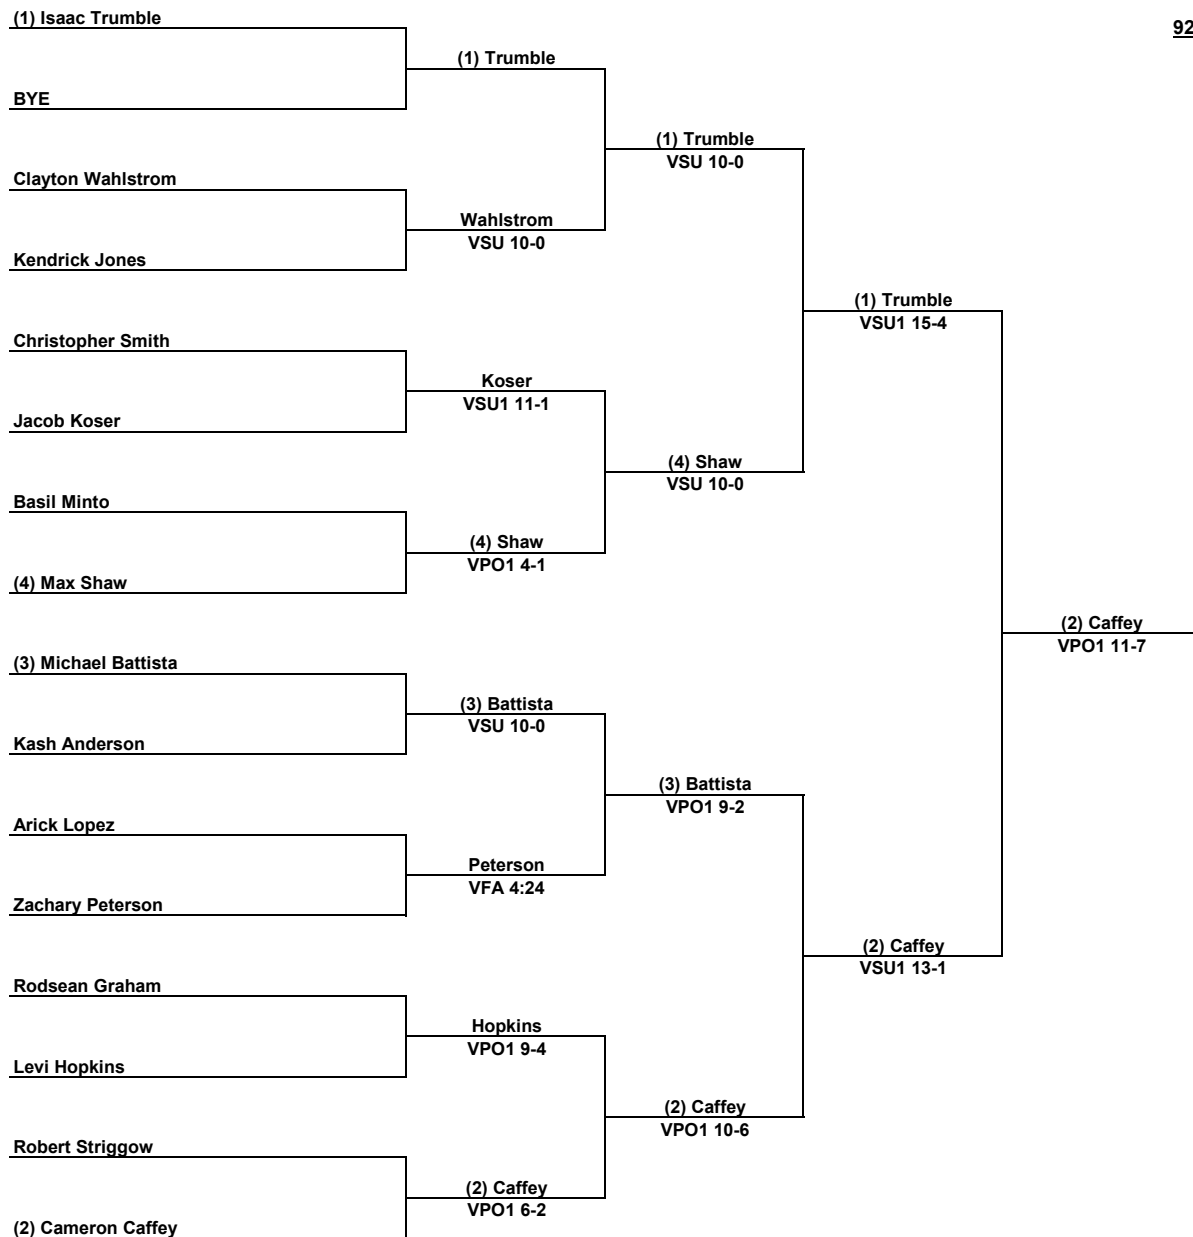 (1) Isaac Trumble
92
(1) Trumble
BYE
(1) Trumble
VSU 10-0
Clayton Wahlstrom
Wahlstrom
VSU 10-0
Kendrick Jones
(1) Trumble
VSU1 15-4
Christopher Smith
Koser
VSU1 11-1
Jacob Koser
(4) Shaw
VSU 10-0
Basil Minto
(4) Shaw
VPO1 4-1
(4) Max Shaw
(2) Caffey
VPO1 11-7
(3) Michael Battista
(3) Battista
VSU 10-0
Kash Anderson
(3) Battista
VPO1 9-2
Arick Lopez
Peterson
VFA 4:24
Zachary Peterson
(2) Caffey
VSU1 13-1
Rodsean Graham
Hopkins
VPO1 9-4
Levi Hopkins
(2) Caffey
VPO1 10-6
Robert Striggow
(2) Caffey
VPO1 6-2
(2) Cameron Caffey